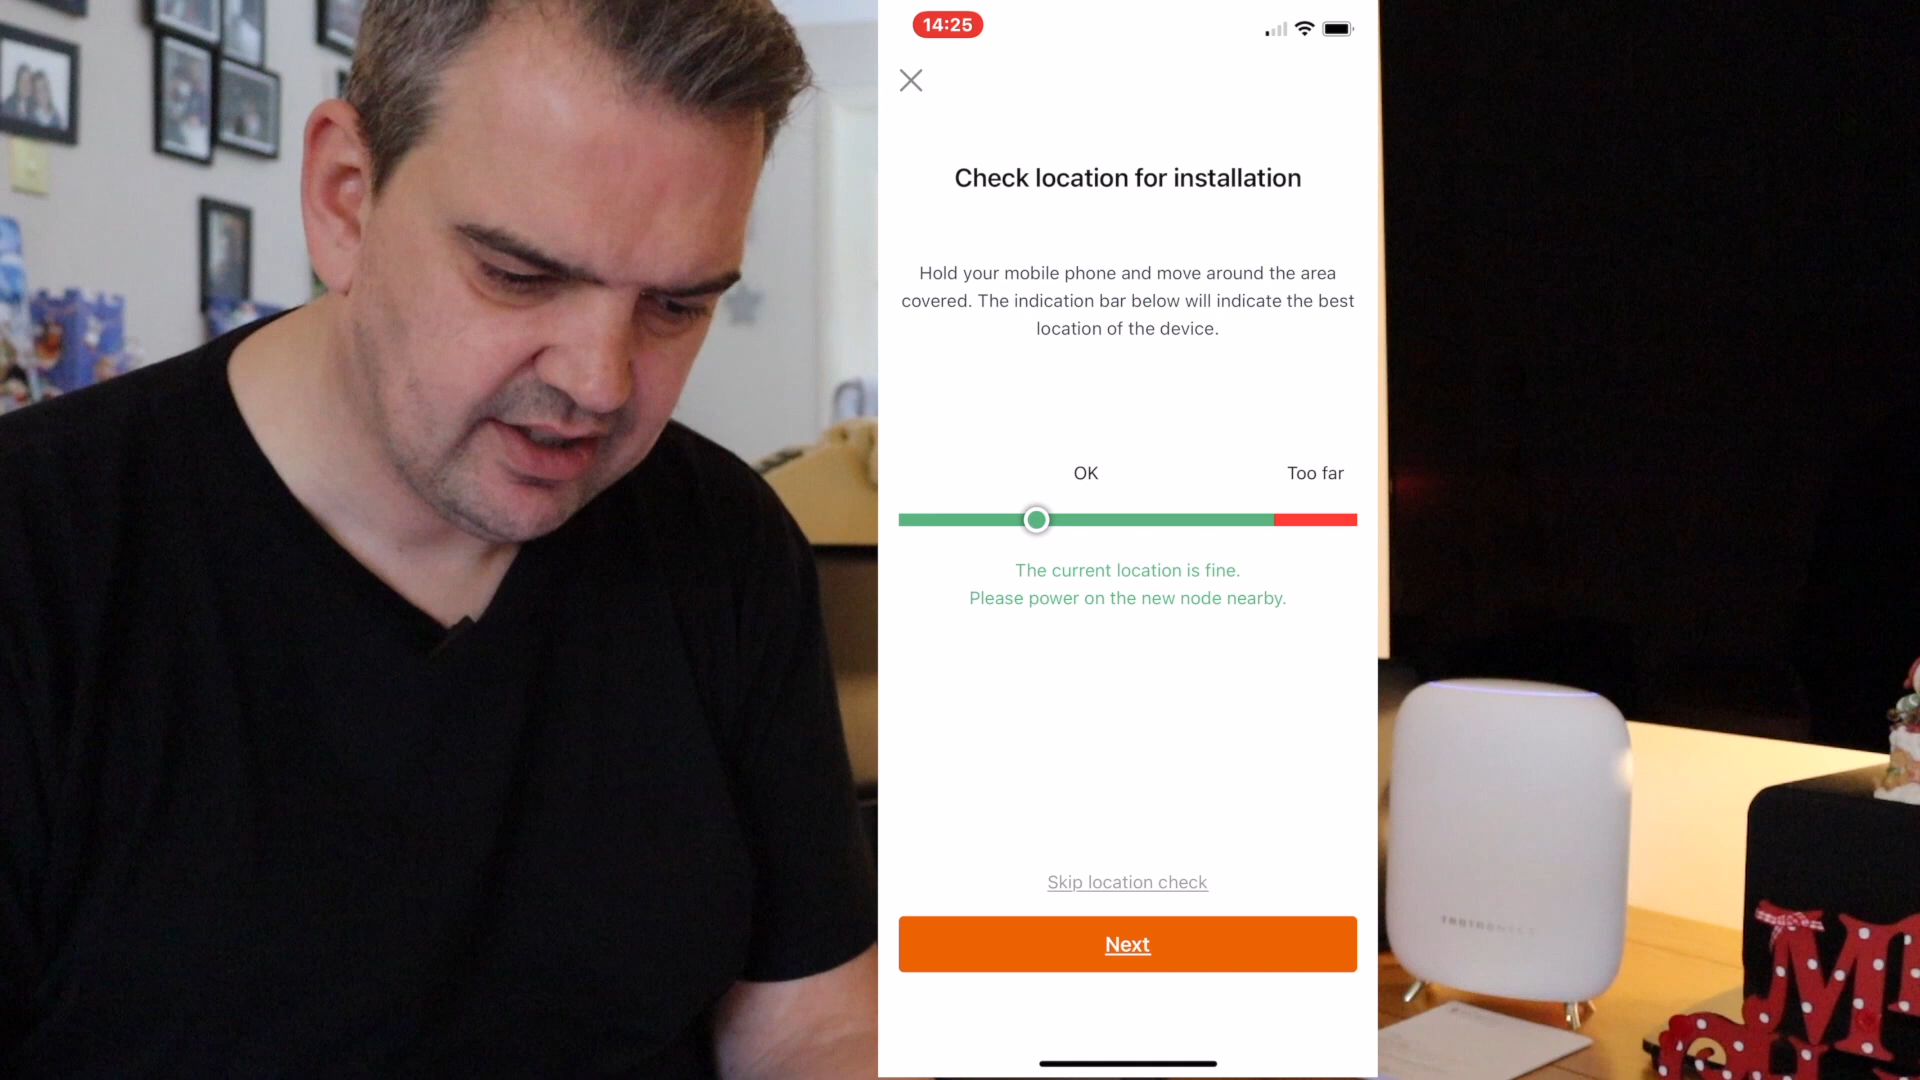 14:25
Check location for installation
Hold your mobile phone and move around the area
covered. The indication bar below will indicate the best
location of the device.
OK
Too far
The current location is fine.
Please power on the new node nearby.
Skip location check
Next
TAOTRONICS